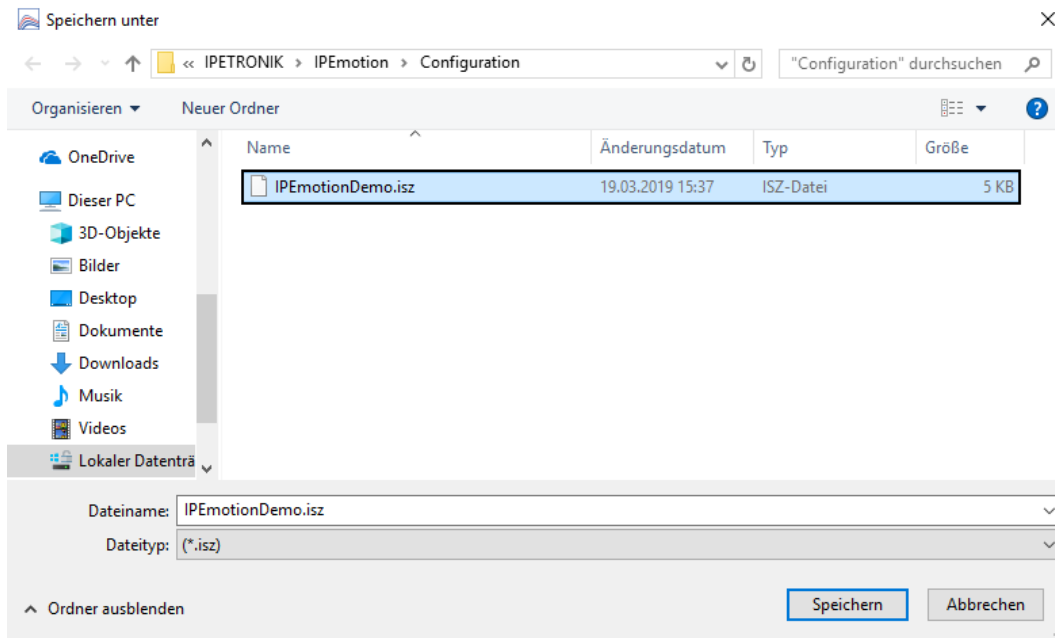 Speichern unter
« IPETRONIK › IPEmotion › Configuration "Configuration" durchsuchen
Organisieren Neuer Ordner ?
Name Änderungsdatum Typ Größe
IPEmotionDemo.isz 19.03.2019 15:37 ISZ-Datei 5 KB
OneDrive
Dieser PC
3D-Objekte
Bilder
Desktop
Dokumente
Downloads
Musik
Videos
Lokaler Datenträ
Dateiname: IPEmotionDemo.isz
Dateityp: (*.isz)
Ordner ausblenden Speichern Abbrechen